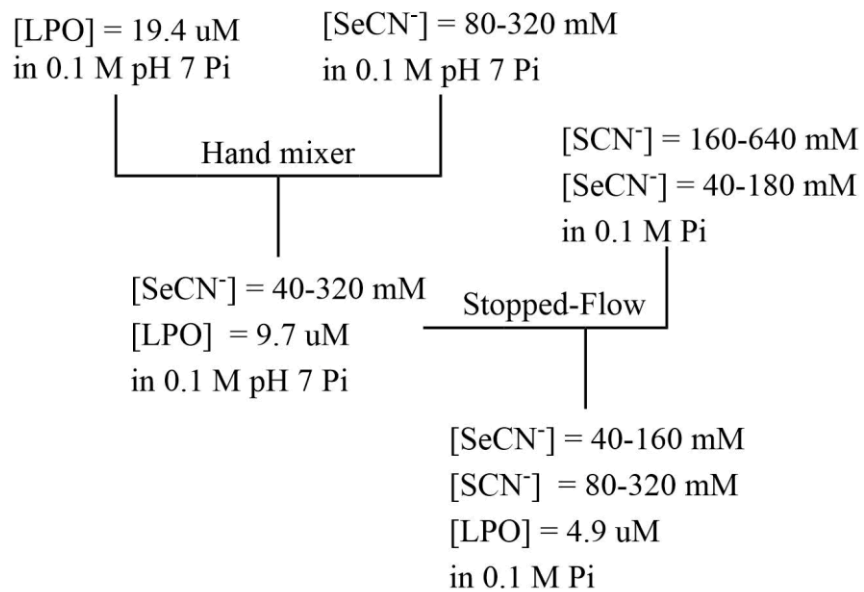 [LPO] = 19.4 uM
in 0.1 M pH 7 Pi
[SeCN⁻] = 80-320 mM
in 0.1 M pH 7 Pi
Hand mixer
[SCN⁻] = 160-640 mM
[SeCN⁻] = 40-180 mM
in 0.1 M Pi
[SeCN⁻] = 40-320 mM
[LPO] = 9.7 uM
in 0.1 M pH 7 Pi
Stopped-Flow
[SeCN⁻] = 40-160 mM
[SCN⁻] = 80-320 mM
[LPO] = 4.9 uM
in 0.1 M Pi